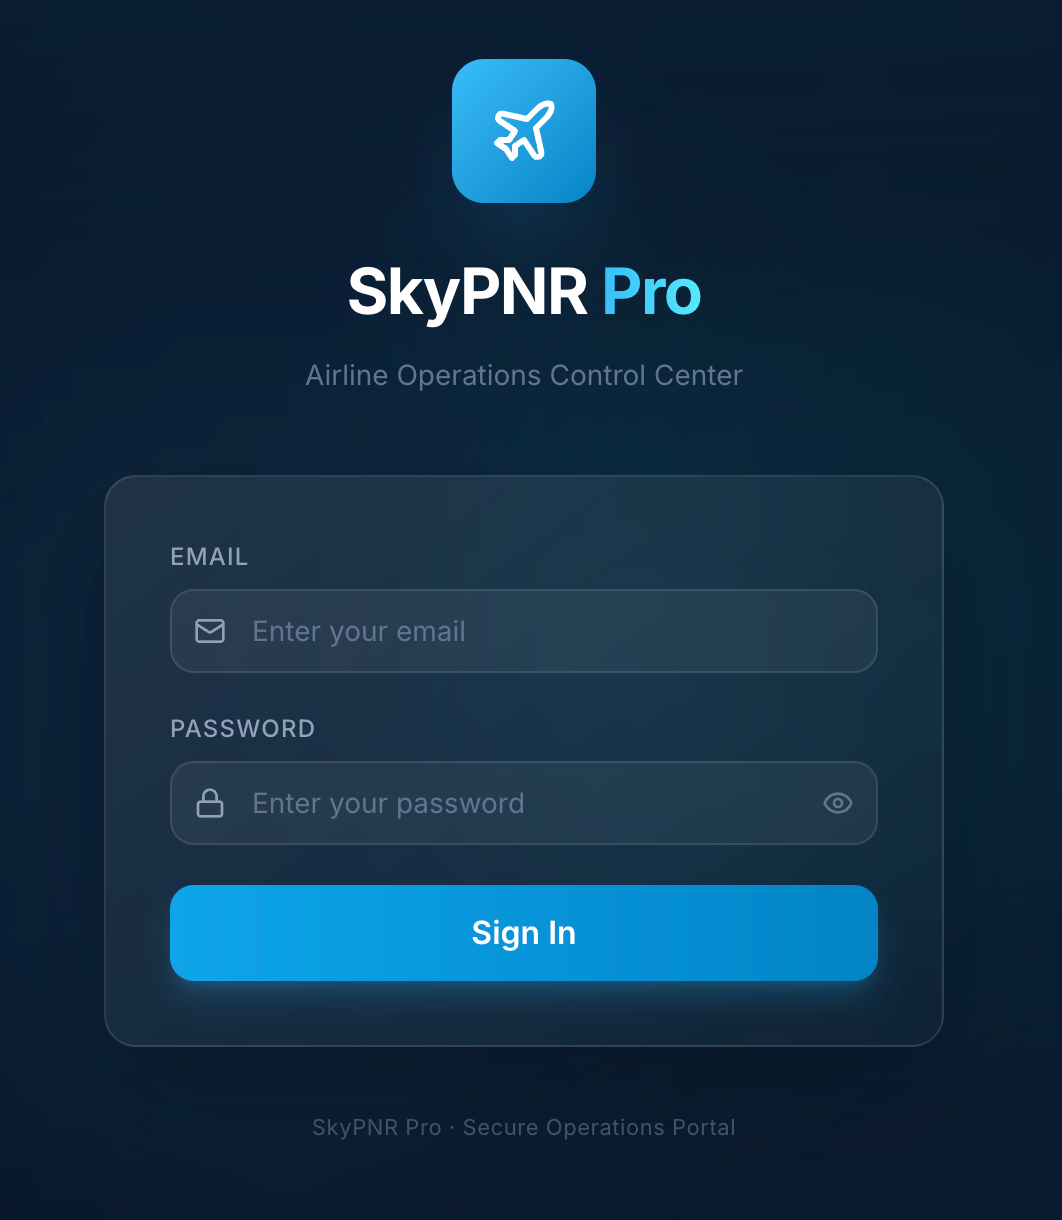 SkyPNR Pro
Airline Operations Control Center
EMAIL
Enter your email
PASSWORD
Enter your password
Sign In
SkyPNR Pro · Secure Operations Portal